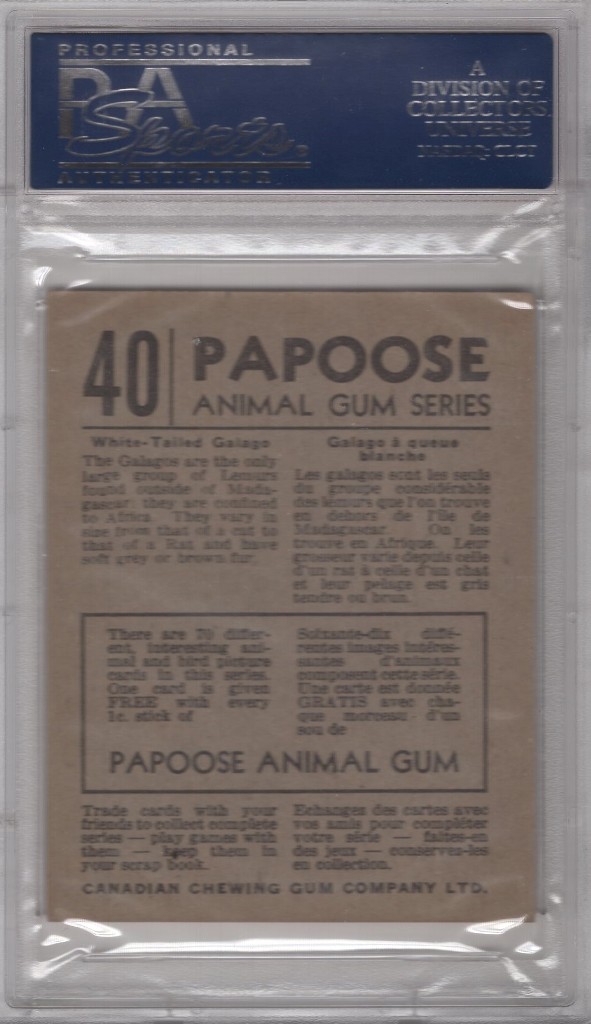 PROFESSIONAL
PSA
Sports
AUTHENTICATOR
A
DIVISION OF
COLLECTORS
UNIVERSE
NASDAQ: CLCT
40
PAPOOSE
ANIMAL GUM SERIES
White-Tailed Galago
The Galagos are the only
large group of Lemurs
found outside of Mada-
gascar; they are confined
to Africa. They vary in
size from that of a cat to
that of a Rat and have
soft grey or brown fur.
Galago à queue
blanche
Les galagos sont les seuls
du groupe considérable
des lémurs que l'on trouve
en dehors de l'île de
Madagascar. On les
trouve en Afrique. Leur
grosseur varie depuis celle
d'un rat à celle d'un chat
et leur pelage est gris
tendre ou brun.
There are 70 differ-
ent, interesting ani-
mal and bird picture
cards in this series.
One card is given
FREE with every
1c. stick of
Soixante-dix diffé-
rentes images intéres-
santes d'animaux
composent cette série.
Une carte est donnée
GRATIS avec cha-
que morceau d'un
sou de
PAPOOSE ANIMAL GUM
Trade cards with your
friends to collect complete
series — play games with
them — keep them in
your scrap book.
Echanges des cartes avec
vos amis pour compléter
votre série — faites-en
des jeux — conservez-les
en collection.
CANADIAN CHEWING GUM COMPANY LTD.